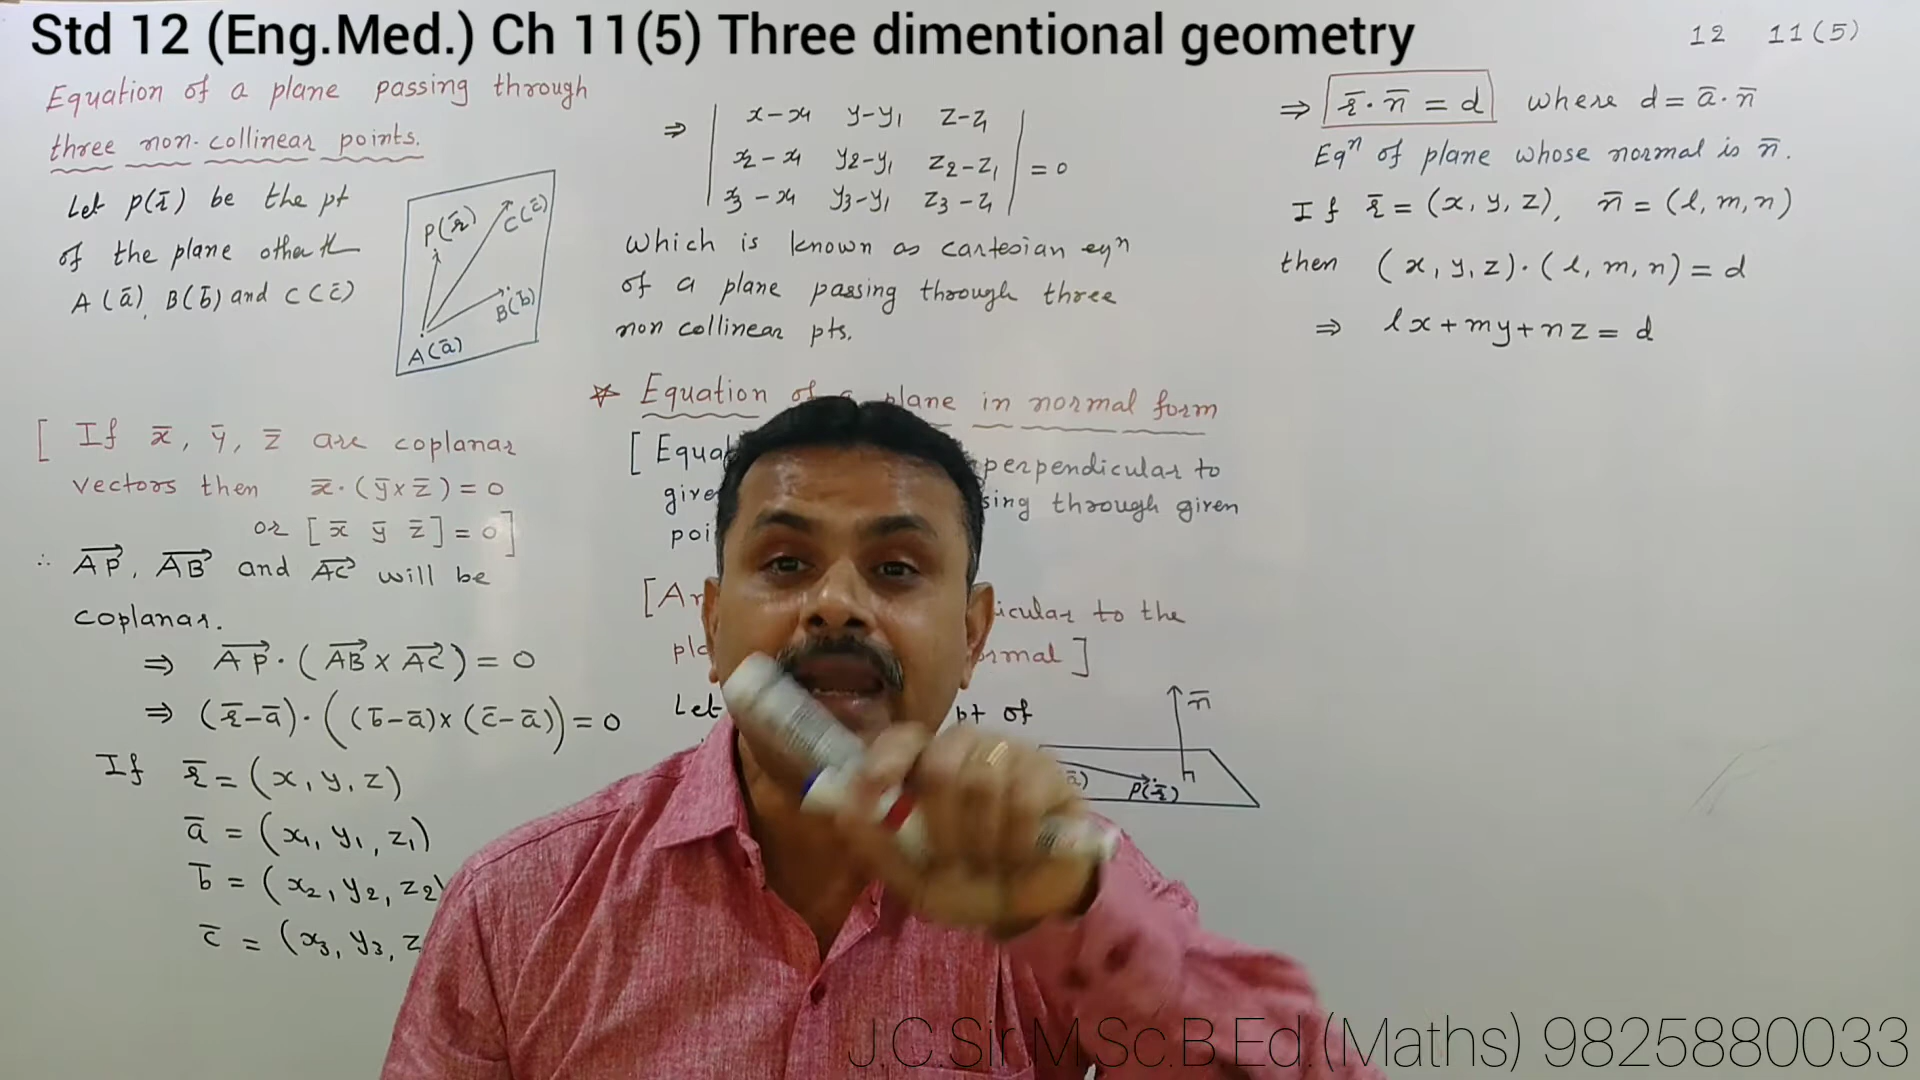 Std 12 (Eng.Med.) Ch 11(5) Three dimentional geometry
12 11(5)
Equation of a plane passing through
three non-collinear points.
Let P(r̄) be the pt
of the plane other th
A(ā), B(b̄) and C(c̄)
P(r̄)
C(c̄)
B(b̄)
A(ā)
[ If x̄, ȳ, z̄ are coplanar
vectors then x̄·(ȳ×z̄) = 0
or [x̄ ȳ z̄] = 0]
∴ AP→, AB→ and AC→ will be
coplanar.
⇒ AP→·(AB→ × AC→) = 0
⇒ (r̄-ā)·((b̄-ā)×(c̄-ā)) = 0
If r̄ = (x, y, z)
ā = (x₁, y₁, z₁)
b̄ = (x₂, y₂, z₂)
c̄ = (x₃, y₃, z
⇒ | x-x₁ y-y₁ z-z₁ |
| x₂-x₁ y₂-y₁ z₂-z₁ | = 0
| x₃-x₁ y₃-y₁ z₃-z₁ |
which is known as cartesian eqⁿ
of a plane passing through three
non collinear pts.
☆ Equation of a plane in normal form
[ Equa perpendicular to
give sing through given
poi
[An icular to the
pla ormal ]
Let pt of
n̄
ā)
P(r̄)
⇒ r̄·n̄ = d where d = ā·n̄
Eqⁿ of plane whose normal is n̄.
If r̄ = (x, y, z), n̄ = (l, m, n)
then (x, y, z)·(l, m, n) = d
⇒ lx + my + nz = d
J.C.Sir M.Sc.B.Ed.(Maths) 9825880033